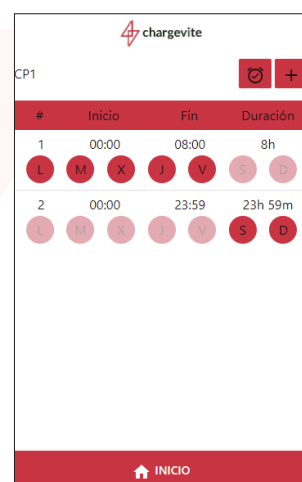 chargevite
CP1
+
# Inicio Fin Duración
1 00:00 08:00 8h
L M X J V S D
2 00:00 23:59 23h 59m
L M X J V S D
INICIO